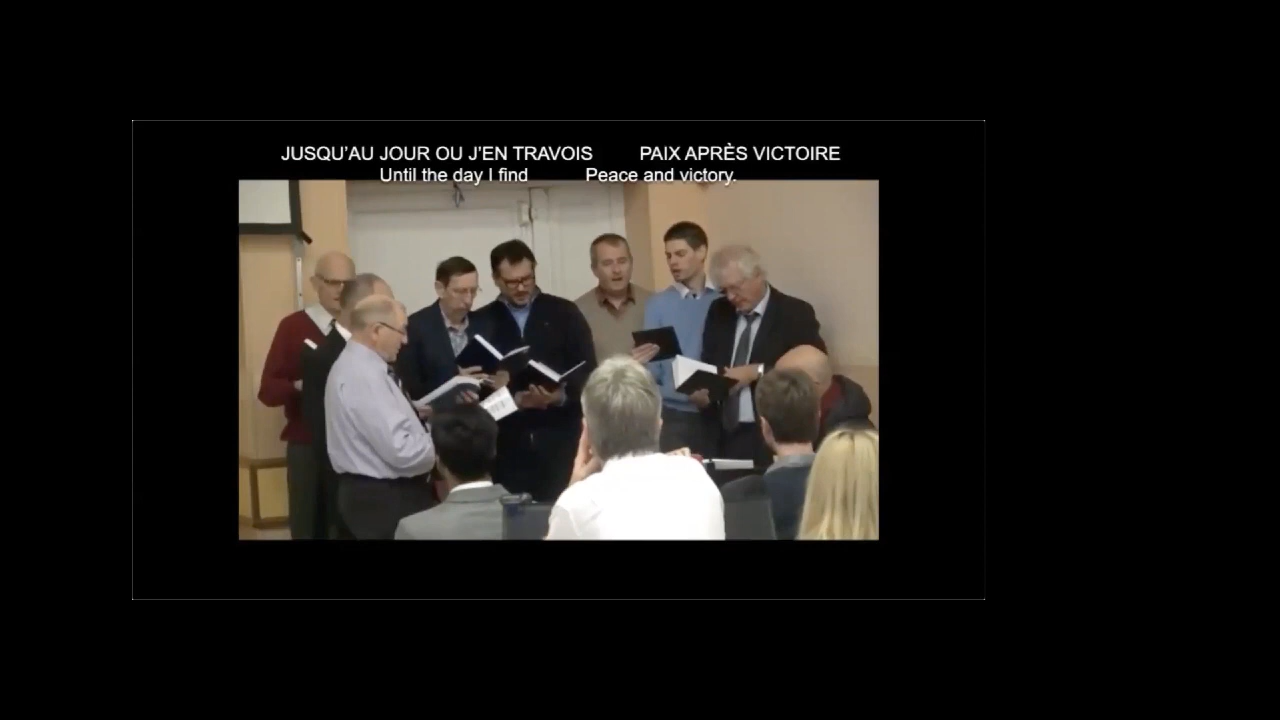 JUSQU'AU JOUR OU J'EN TRAVOIS PAIX APRÈS VICTOIRE
Until the day I find Peace and victory.